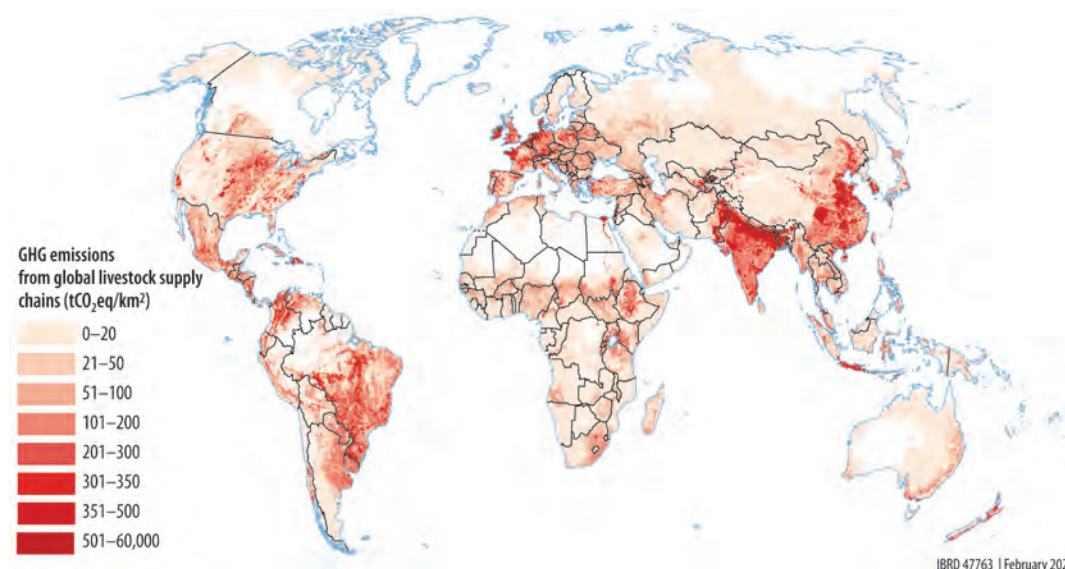 GHG emissions
from global livestock supply
chains (tCO₂eq/km²)
0–20
21–50
51–100
101–200
201–300
301–350
351–500
501–60,000
IBRD 47763 | February 202